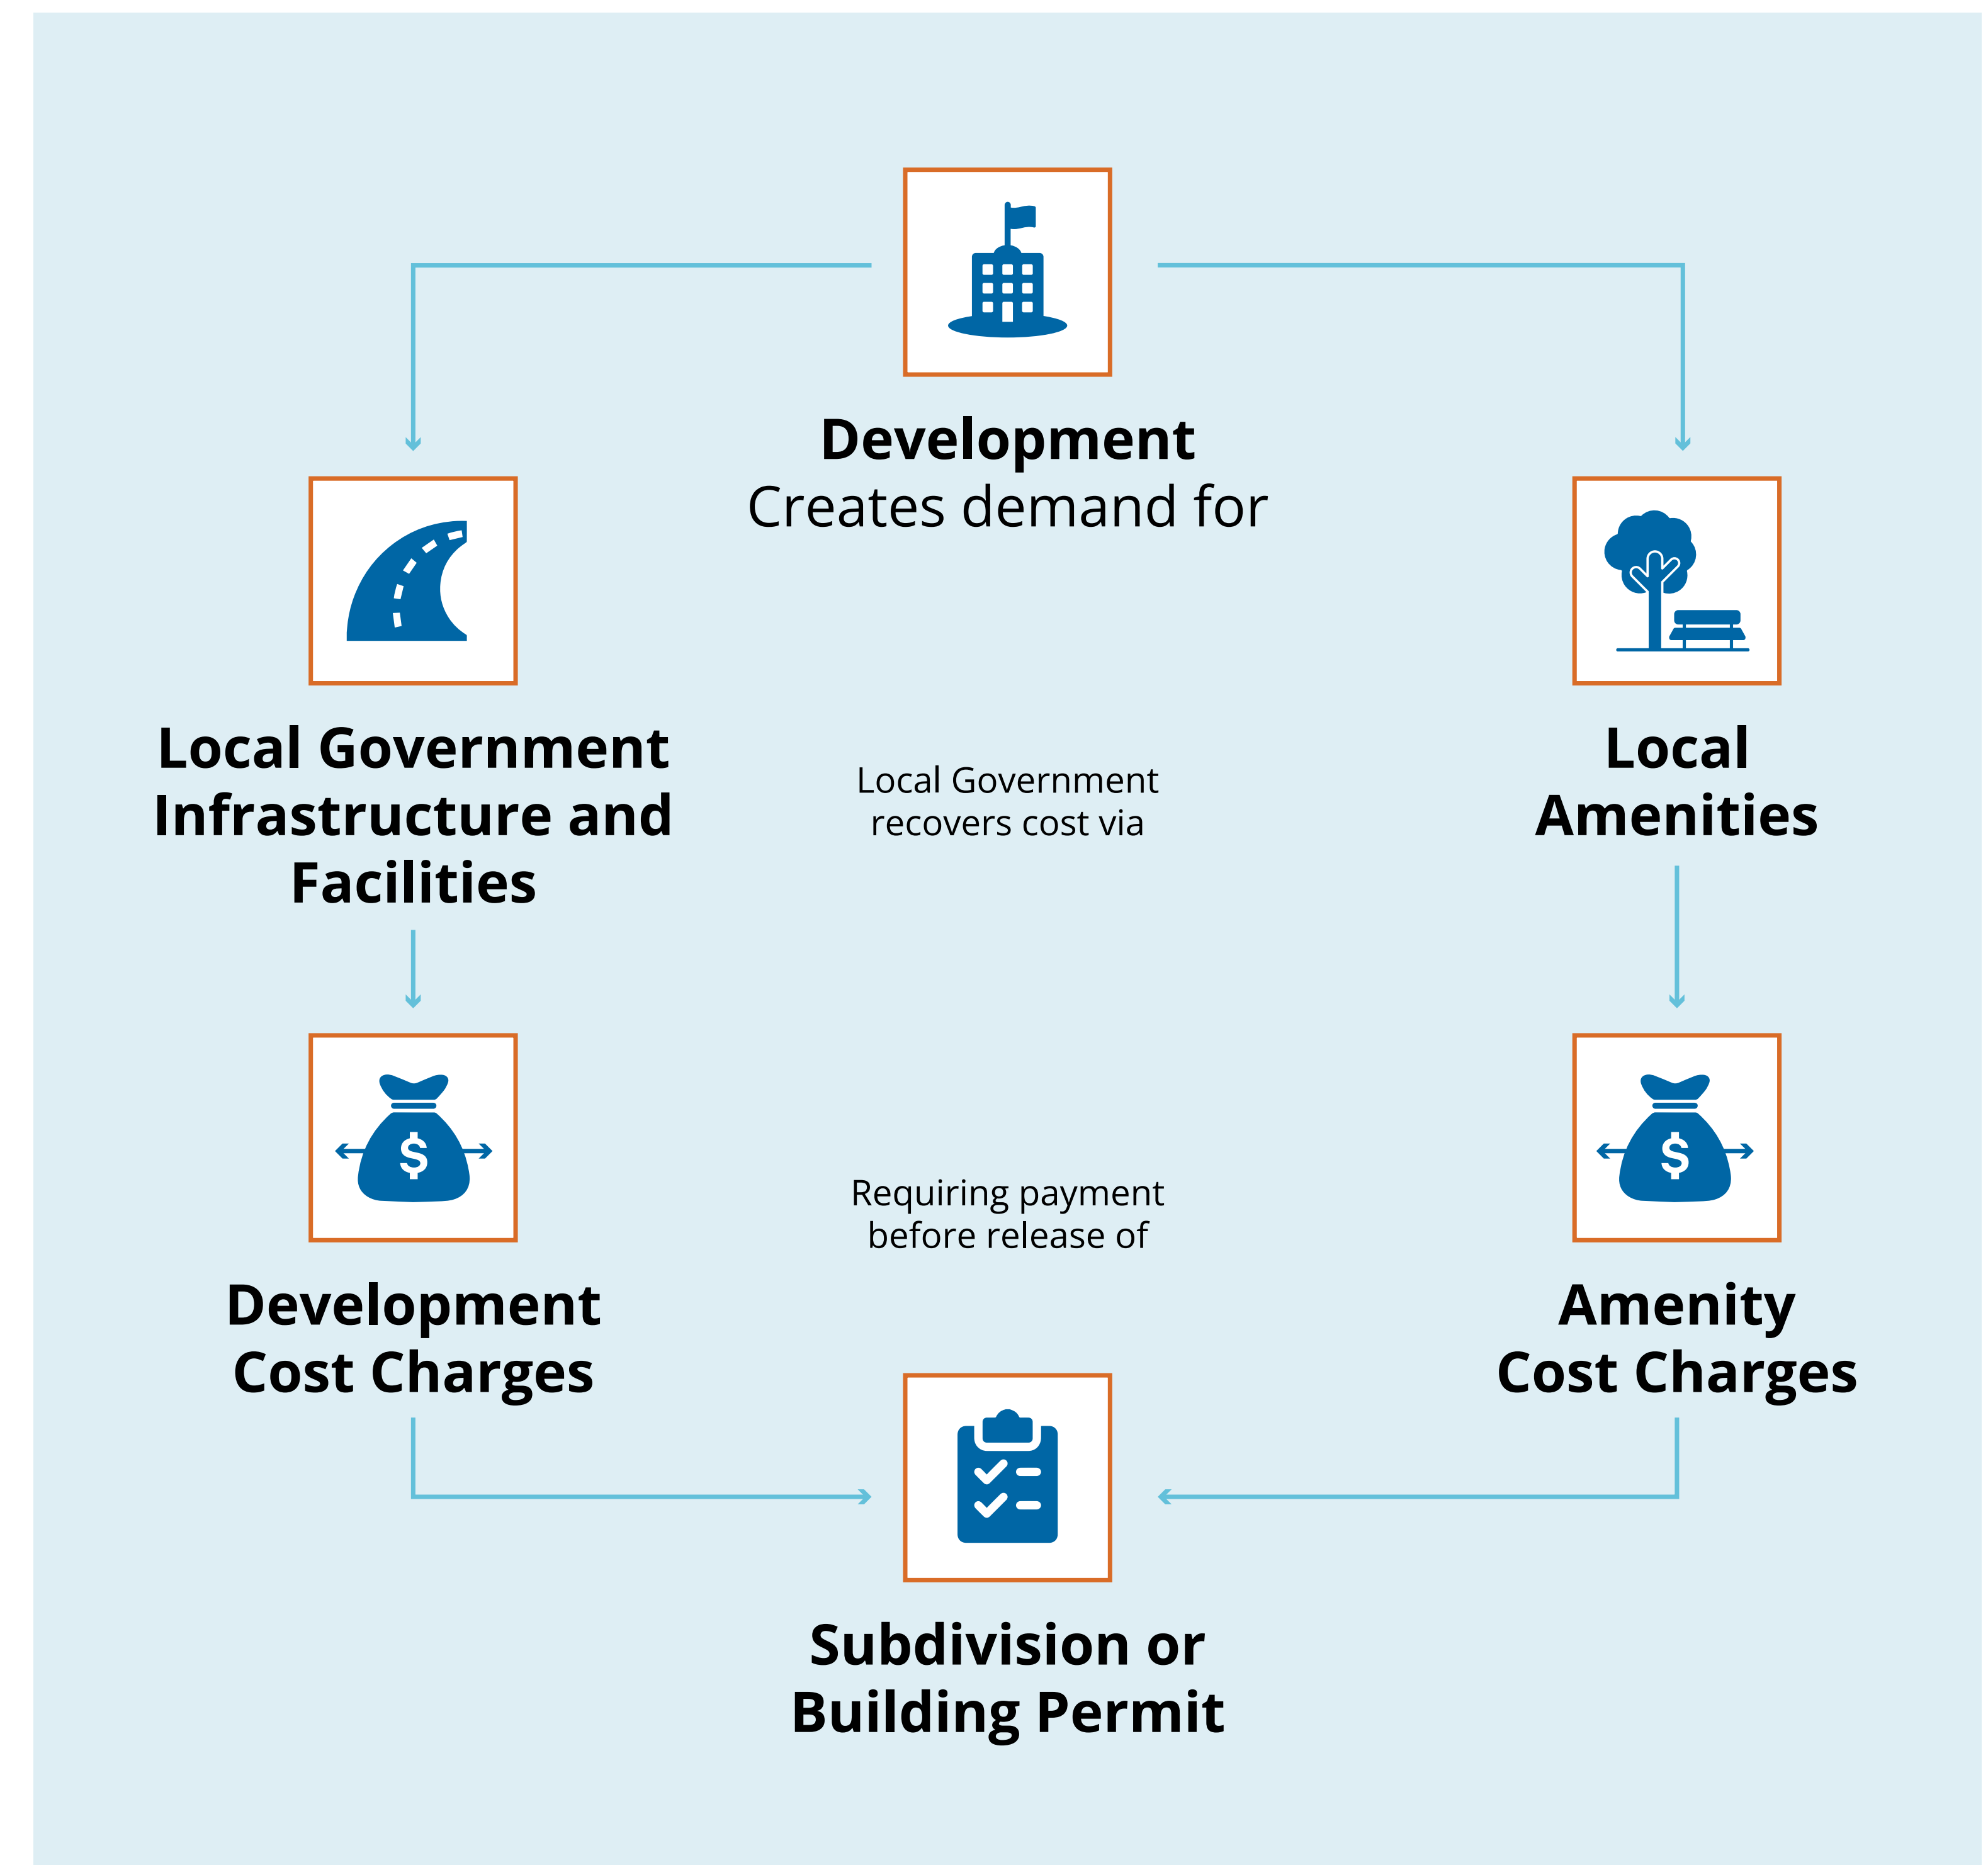 Development
Creates demand for
Local Government
Infrastructure and
Facilities
Local Government
recovers cost via
Local
Amenities
$
$
Requiring payment
before release of
Development
Cost Charges
Amenity
Cost Charges
Subdivision or
Building Permit